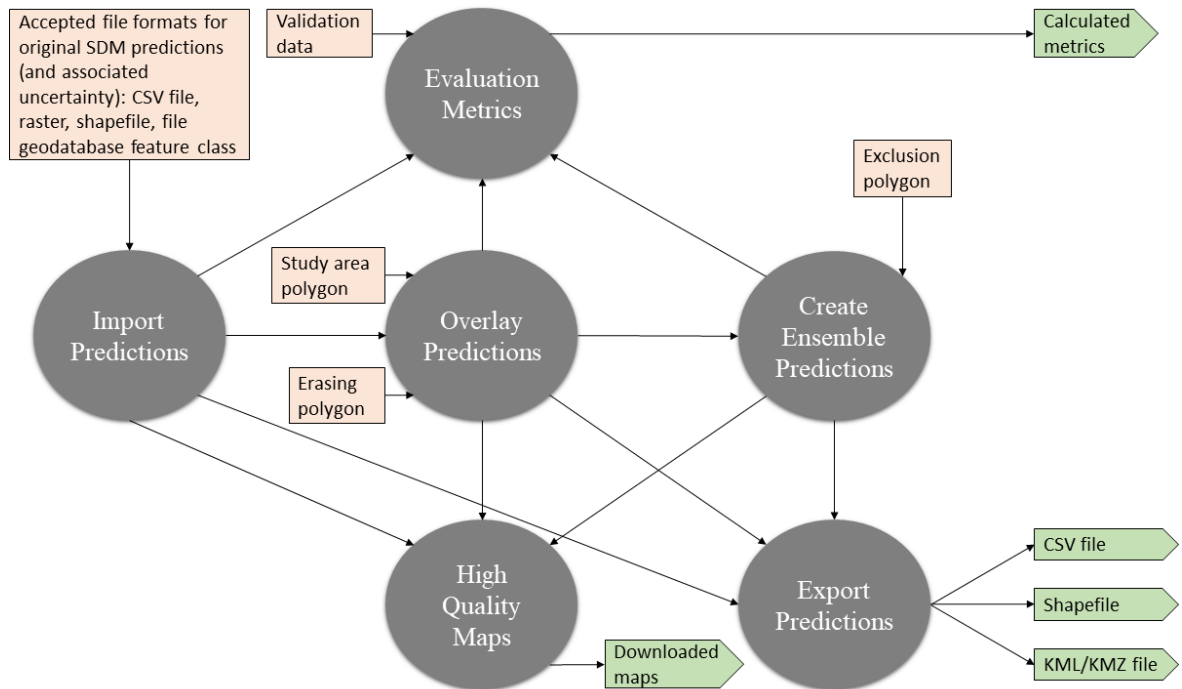 Accepted file formats for
original SDM predictions
(and associated
uncertainty): CSV file,
raster, shapefile, file
geodatabase feature class
Validation
data
Evaluation
Metrics
Calculated
metrics
Exclusion
polygon
Import
Predictions
Study area
polygon
Overlay
Predictions
Erasing
polygon
Create
Ensemble
Predictions
High
Quality
Maps
Downloaded
maps
Export
Predictions
CSV file
Shapefile
KML/KMZ file